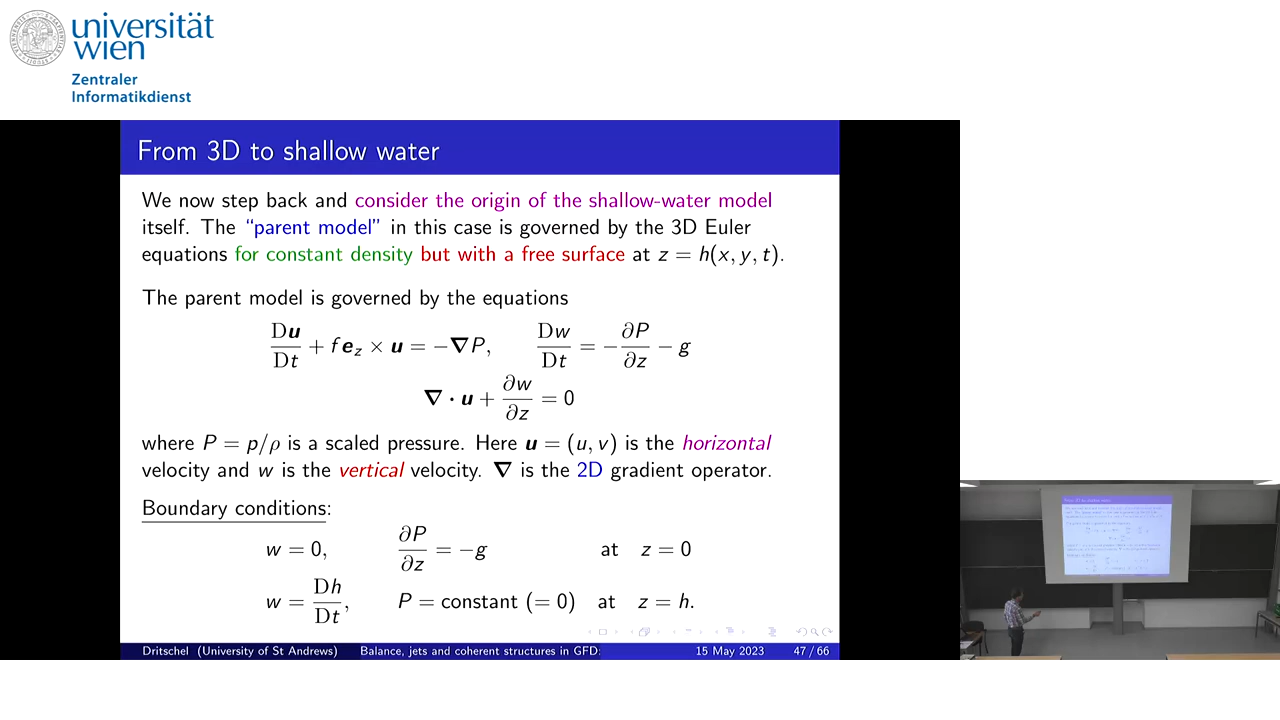 universität
wien
Zentraler
Informatikdienst
From 3D to shallow water
We now step back and consider the origin of the shallow-water model
itself. The “parent model” in this case is governed by the 3D Euler
equations for constant density but with a free surface at z = h(x, y, t).
The parent model is governed by the equations
Du/Dt + f e_z × u = −∇P, Dw/Dt = −∂P/∂z − g
∇ · u + ∂w/∂z = 0
where P = p/ρ is a scaled pressure. Here u = (u, v) is the horizontal
velocity and w is the vertical velocity. ∇ is the 2D gradient operator.
Boundary conditions:
w = 0, ∂P/∂z = −g at z = 0
w = Dh/Dt, P = constant (= 0) at z = h.
Dritschel (University of St Andrews) Balance, jets and coherent structures in GFD: 15 May 2023 47 / 66
From 3D to shallow water